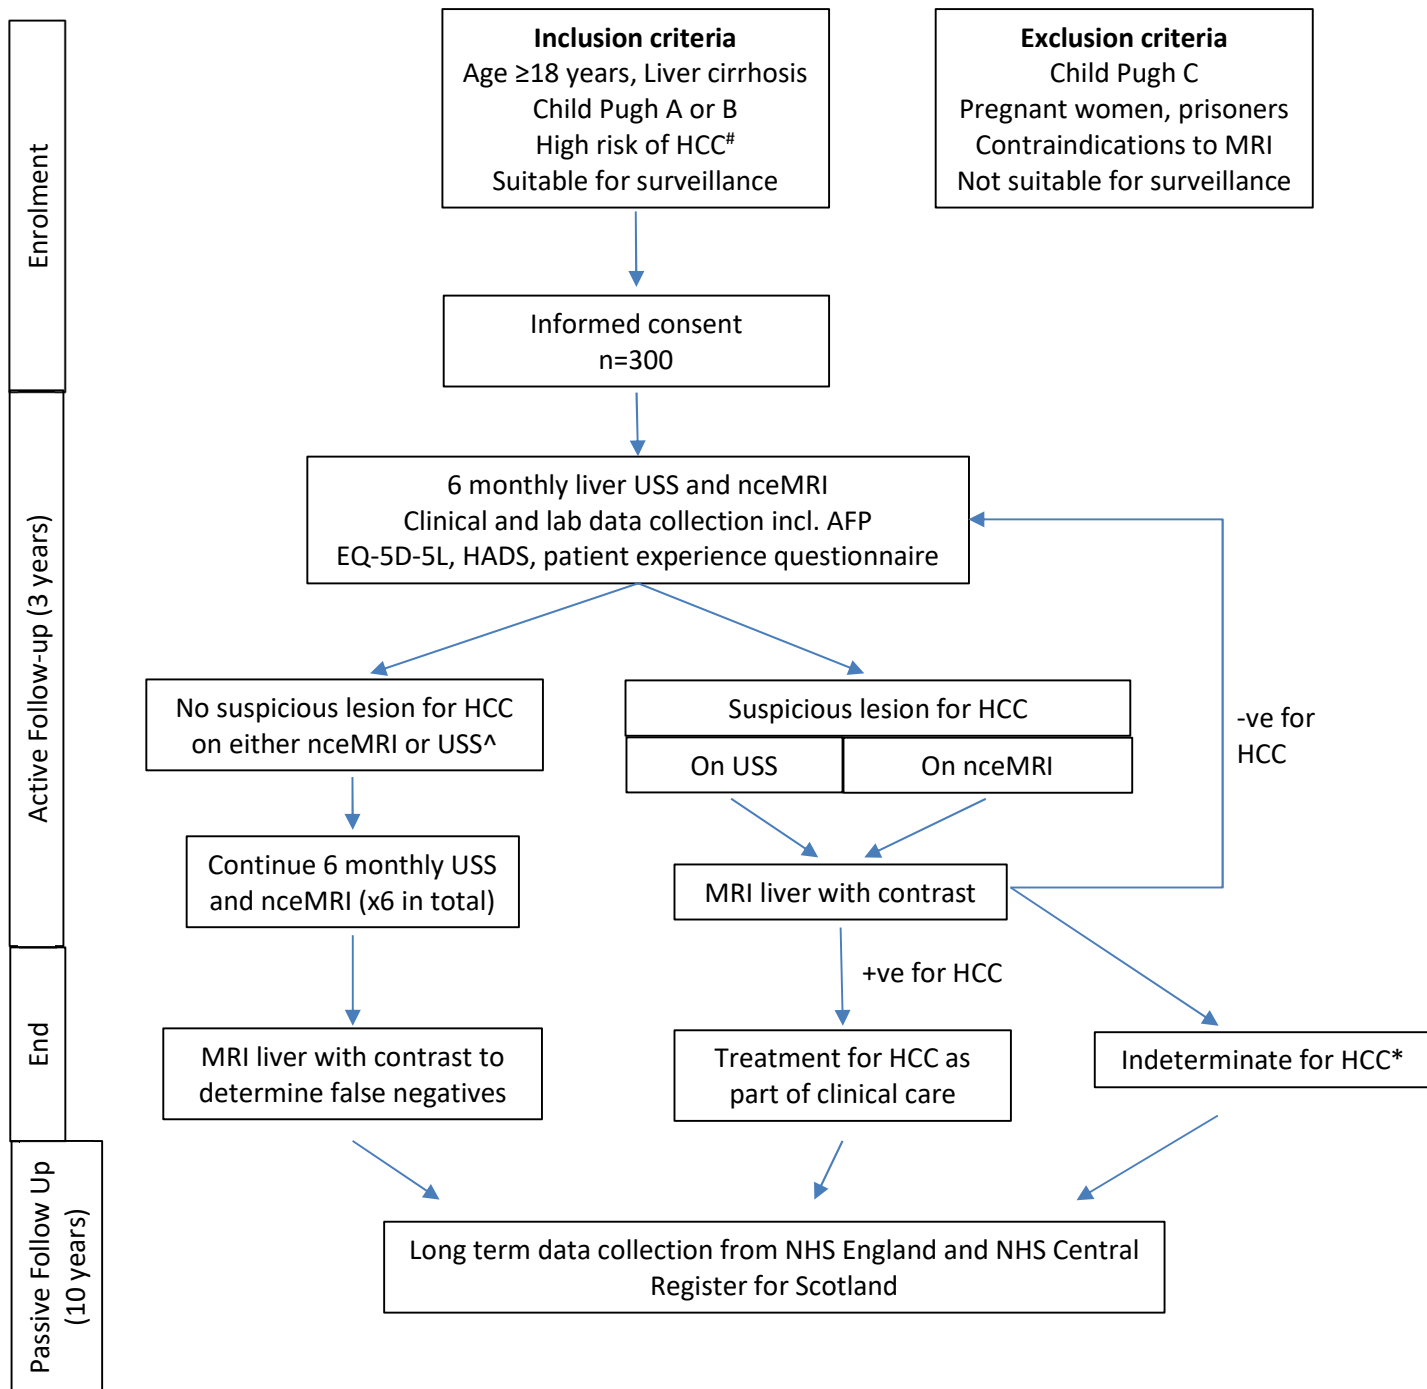 Enrolment
Inclusion criteria
Age ≥18 years, Liver cirrhosis
Child Pugh A or B
High risk of HCC#
Suitable for surveillance
Exclusion criteria
Child Pugh C
Pregnant women, prisoners
Contraindications to MRI
Not suitable for surveillance
Informed consent
n=300
Active Follow-up (3 years)
6 monthly liver USS and nceMRI
Clinical and lab data collection incl. AFP
EQ-5D-5L, HADS, patient experience questionnaire
No suspicious lesion for HCC
on either nceMRI or USS^
Suspicious lesion for HCC
On USS
On nceMRI
-ve for
HCC
Continue 6 monthly USS
and nceMRI (x6 in total)
MRI liver with contrast
+ve for HCC
End
MRI liver with contrast to
determine false negatives
Treatment for HCC as
part of clinical care
Indeterminate for HCC*
Passive Follow Up
(10 years)
Long term data collection from NHS England and NHS Central
Register for Scotland